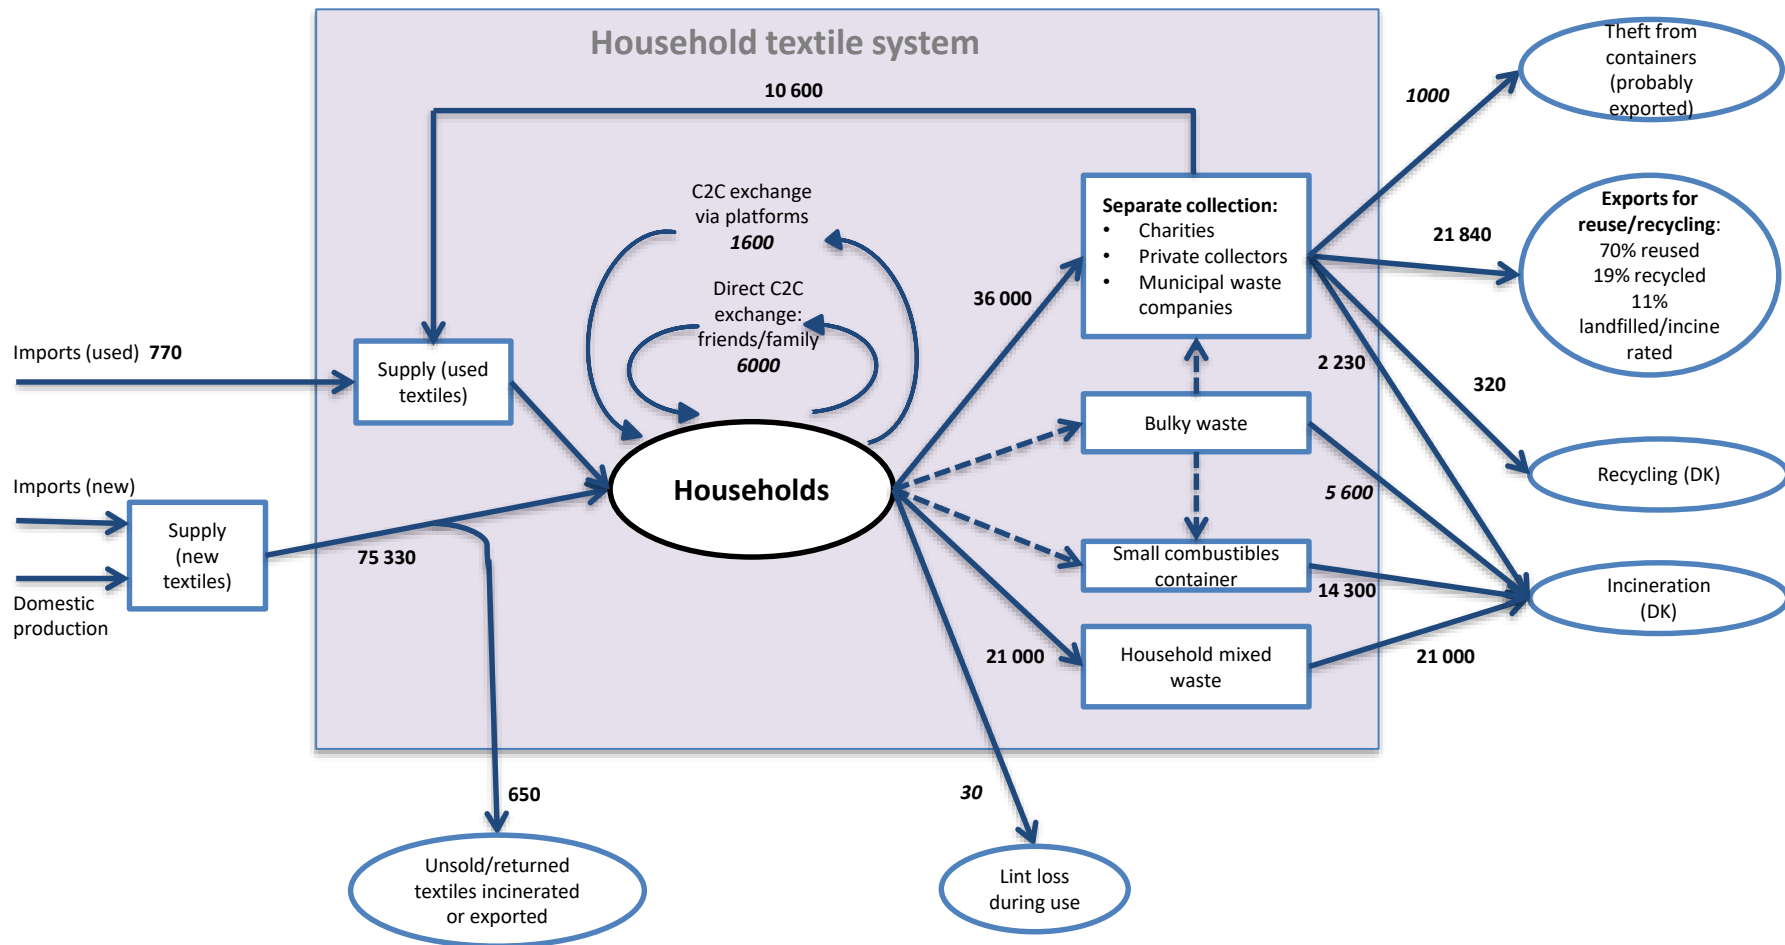 Household textile system
10 600
Theft from
containers
(probably
exported)
1000
C2C exchange
via platforms
1600
Direct C2C
exchange:
friends/family
6000
Separate collection:
• Charities
• Private collectors
• Municipal waste
companies
Exports for
reuse/recycling:
70% reused
19% recycled
11%
landfilled/incine
rated
21 840
36 000
Imports (used) 770
Supply (used
textiles)
2 230
320
Bulky waste
Recycling (DK)
Households
Imports (new)
Supply
(new
textiles)
Domestic
production
75 330
5 600
Small combustibles
container
14 300
Incineration
(DK)
21 000
Household mixed
waste
21 000
650
30
Unsold/returned
textiles incinerated
or exported
Lint loss
during use